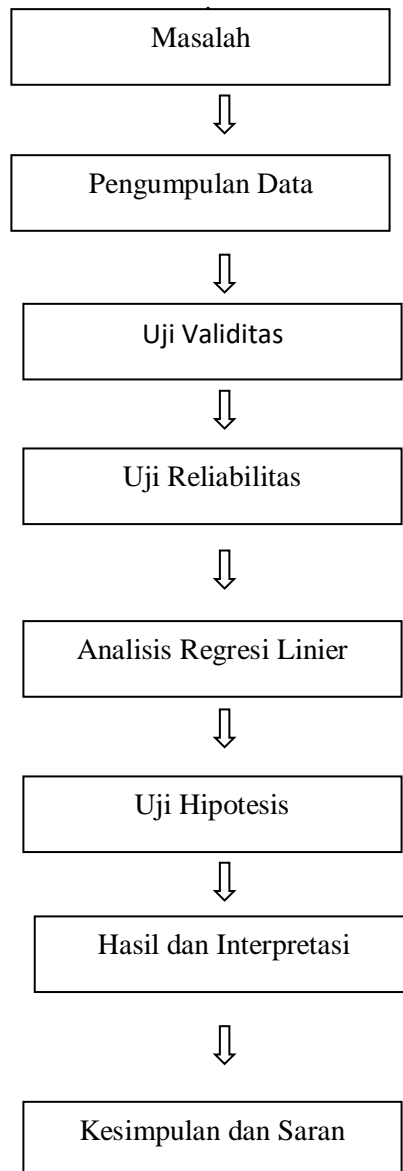 Masalah
Pengumpulan Data
Uji Validitas
Uji Reliabilitas
Analisis Regresi Linier
Uji Hipotesis
Hasil dan Interpretasi
Kesimpulan dan Saran